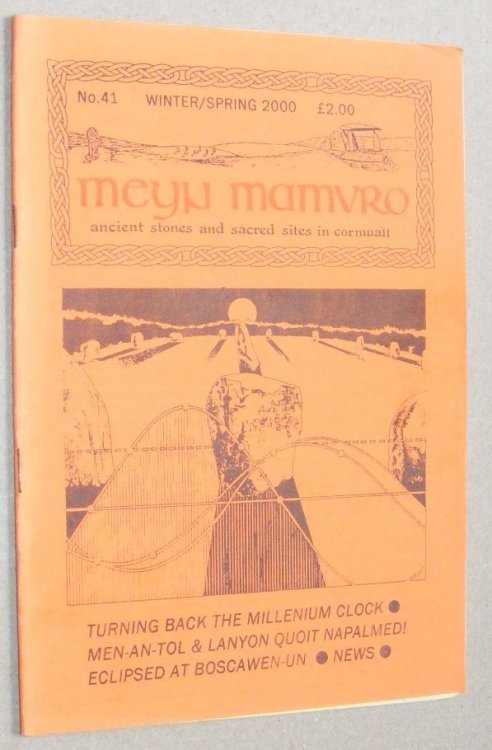 No.41 WINTER/SPRING 2000 £2.00
meyn mamvro
ancient stones and sacred sites in cornwall
TURNING BACK THE MILLENIUM CLOCK ●
MEN-AN-TOL & LANYON QUOIT NAPALMED!
ECLIPSED AT BOSCAWEN-UN ● NEWS ●